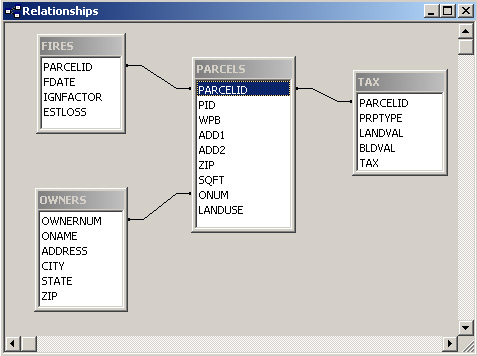 Relationships
FIRES
PARCELID
FDATE
IGNFACTOR
ESTLOSS
PARCELS
PARCELID
PID
WPB
ADD1
ADD2
ZIP
SQFT
ONUM
LANDUSE
TAX
PARCELID
PRPTYPE
LANDVAL
BLDVAL
TAX
OWNERS
OWNERNUM
ONAME
ADDRESS
CITY
STATE
ZIP